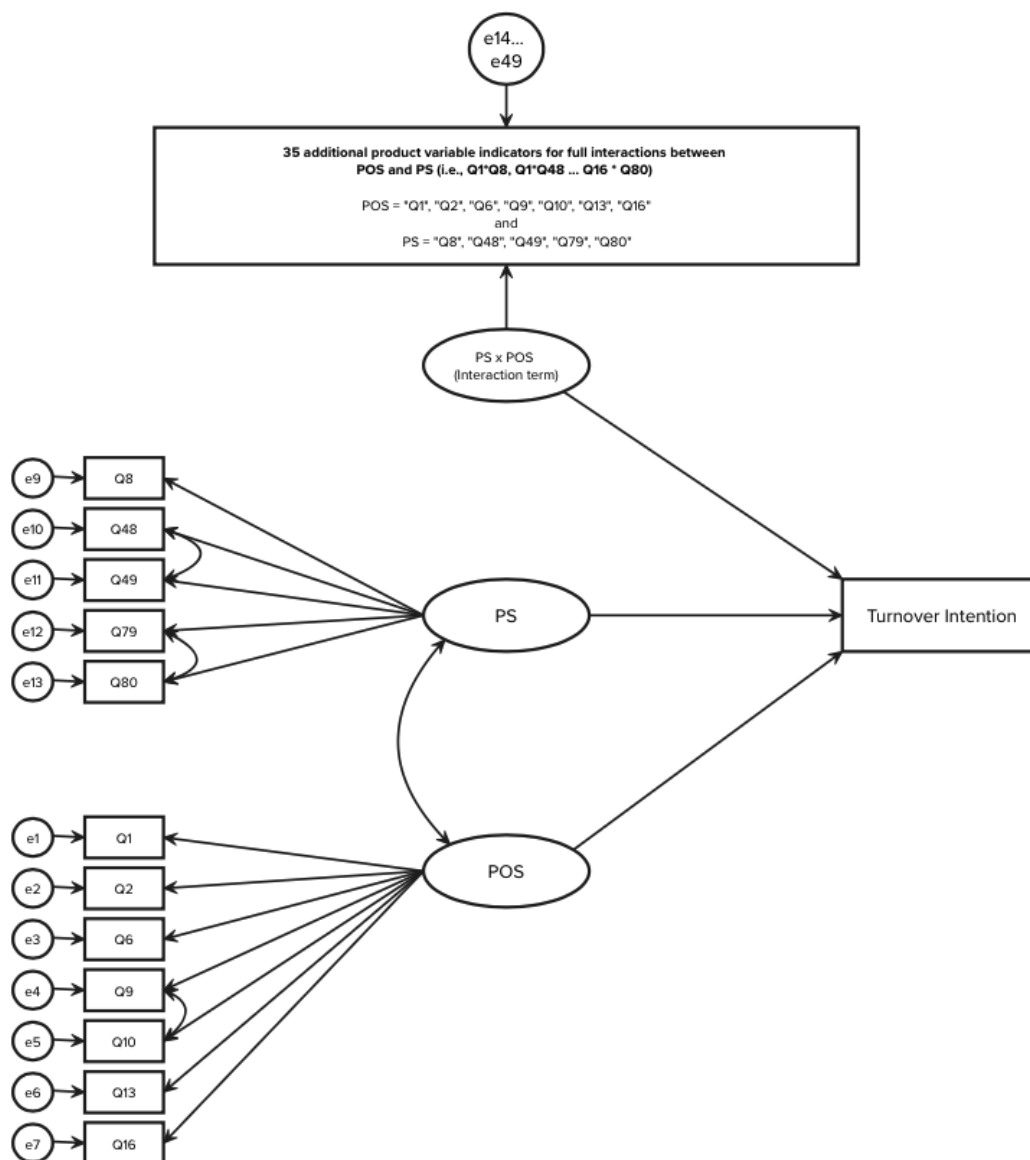 e14...
e49
35 additional product variable indicators for full interactions between
POS and PS (i.e., Q1*Q8, Q1*Q48 ... Q16 * Q80)
POS = "Q1", "Q2", "Q6", "Q9", "Q10", "Q13", "Q16"
and
PS = "Q8", "Q48", "Q49", "Q79", "Q80"
PS x POS
(Interaction term)
e9 Q8
e10 Q48
e11 Q49
e12 Q79
e13 Q80
PS
Turnover Intention
e1 Q1
e2 Q2
e3 Q6
e4 Q9
e5 Q10
e6 Q13
e7 Q16
POS